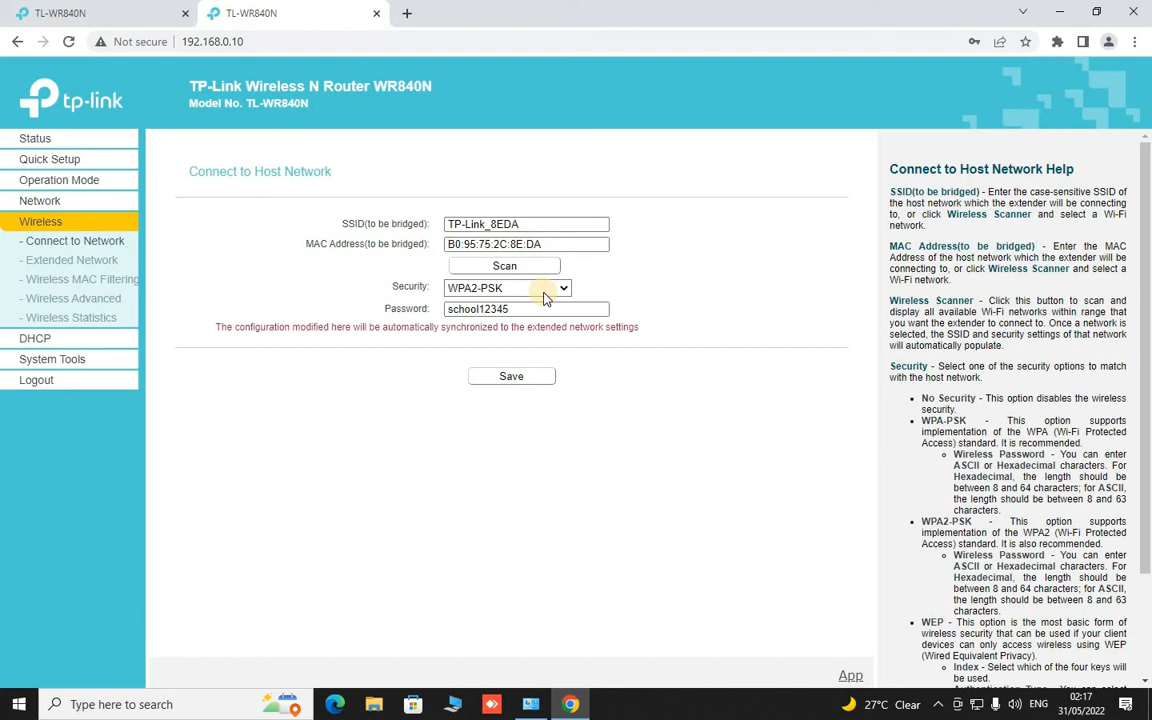 TL-WR840N
TL-WR840N
Not secure
192.168.0.10
tp-link
TP-Link Wireless N Router WR840N
Model No. TL-WR840N
Status
Quick Setup
Operation Mode
Network
Wireless
- Connect to Network
- Extended Network
- Wireless MAC Filtering
- Wireless Advanced
- Wireless Statistics
DHCP
System Tools
Logout
Connect to Host Network
SSID(to be bridged): TP-Link_8EDA
MAC Address(to be bridged): B0:95:75:2C:8E:DA
Scan
Security: WPA2-PSK
Password: school12345
The configuration modified here will be automatically synchronized to the extended network settings
Save
App
Connect to Host Network Help
SSID(to be bridged) - Enter the case-sensitive SSID of
the host network which the extender will be connecting
to, or click Wireless Scanner and select a Wi-Fi
network.
MAC Address(to be bridged) - Enter the MAC
Address of the host network which the extender will be
connecting to, or click Wireless Scanner and select a
Wi-Fi network.
Wireless Scanner - Click this button to scan and
display all available Wi-Fi networks within range that
you want the extender to connect to. Once a network is
selected, the SSID and security settings of that network
will automatically populate.
Security - Select one of the security options to match
with the host network.
• No Security - This option disables the wireless
security.
• WPA-PSK - This option supports
implementation of the WPA (Wi-Fi Protected
Access) standard. It is recommended.
Wireless Password - You can enter
ASCII or Hexadecimal characters. For
Hexadecimal, the length should be
between 8 and 64 characters; for ASCII,
the length should be between 8 and 63
characters.
• WPA2-PSK - This option supports
implementation of the WPA2 (Wi-Fi Protected
Access) standard. It is also recommended.
Wireless Password - You can enter
ASCII or Hexadecimal characters. For
Hexadecimal, the length should be
between 8 and 64 characters; for ASCII,
the length should be between 8 and 63
characters.
• WEP - This option is the most basic form of
wireless security that can be used if your client
devices can only access wireless using WEP
(Wired Equivalent Privacy).
Index - Select which of the four keys will
be used.
Type here to search
27°C Clear
ENG
02:17
31/05/2022